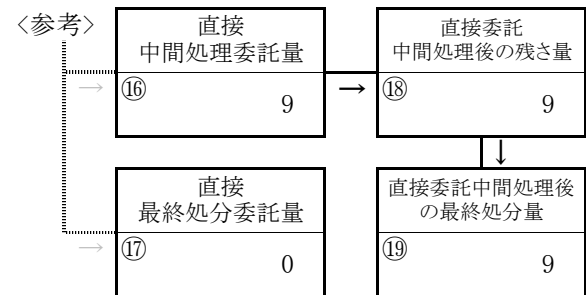 〈参考〉
直接
中間処理委託量
→
⑯
9
→
直接委託
中間処理後の残さ量
⑱
9
↓
直接
最終処分委託量
→
⑰
0
直接委託中間処理後
の最終処分量
⑲
9